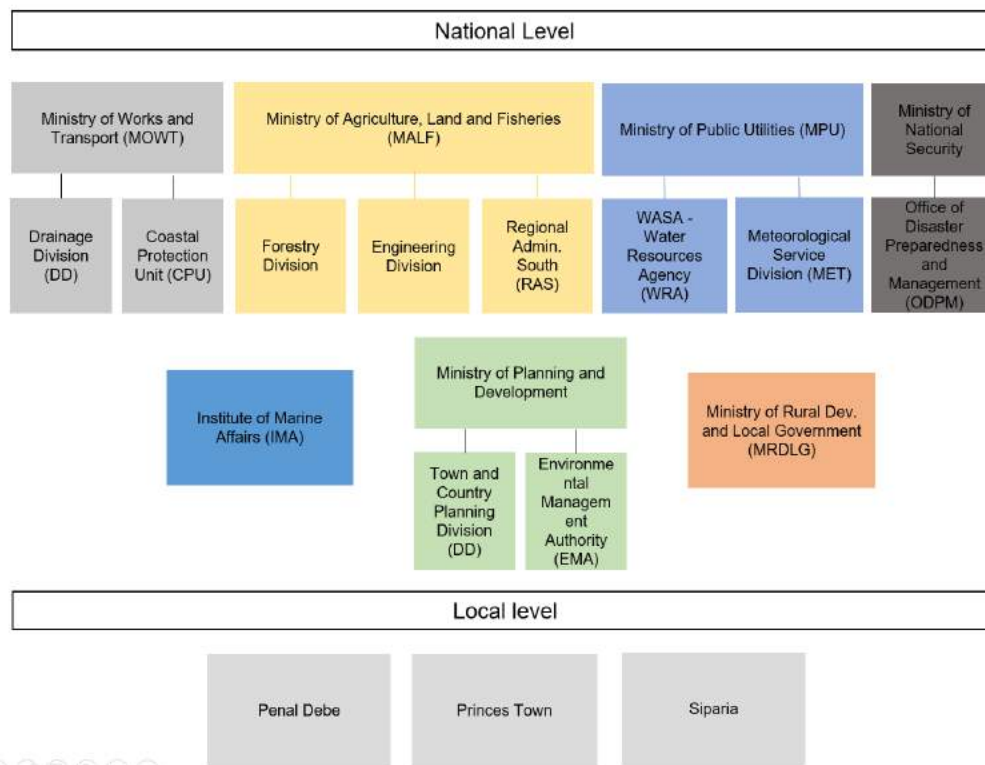 National Level
Ministry of Works and
Transport (MOWT)
Ministry of Agriculture, Land and Fisheries
(MALF)
Ministry of Public Utilities (MPU)
Ministry of
National
Security
Drainage
Division
(DD)
Coastal
Protection
Unit (CPU)
Forestry
Division
Engineering
Division
Regional
Admin.
South
(RAS)
WASA -
Water
Resources
Agency
(WRA)
Meteorological
Service
Division (MET)
Office of
Disaster
Preparedness
and
Management
(ODPM)
Institute of Marine
Affairs (IMA)
Ministry of Planning and
Development
Ministry of Rural Dev.
and Local Government
(MRDLG)
Town and
Country
Planning
Division
(DD)
Environme
ntal
Managem
ent
Authority
(EMA)
Local level
Penal Debe
Princes Town
Siparia